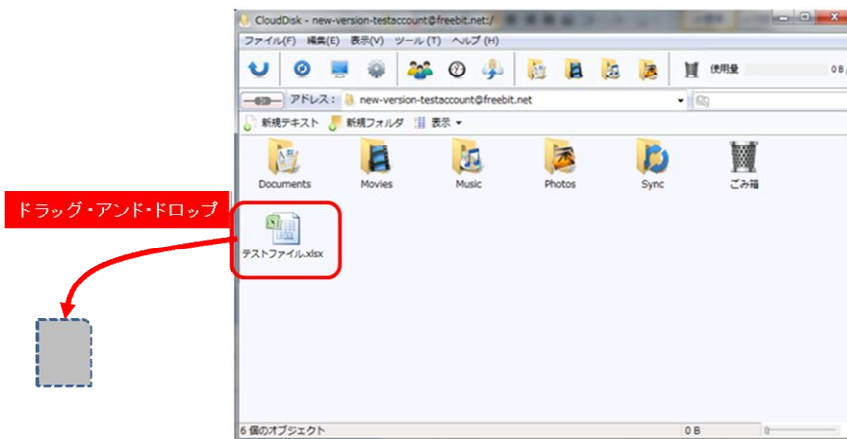 CloudDisk - new-version-testaccount@freebit.net:/
ファイル(F) 編集(E) 表示(V) ツール(T) ヘルプ(H)
使用量 0 B/
アドレス: new-version-testaccount@freebit.net
新規テキスト 新規フォルダ 表示
Documents Movies Music Photos Sync ごみ箱
ドラッグ・アンド・ドロップ
テストファイル.xlsx
6 個のオブジェクト 0 B